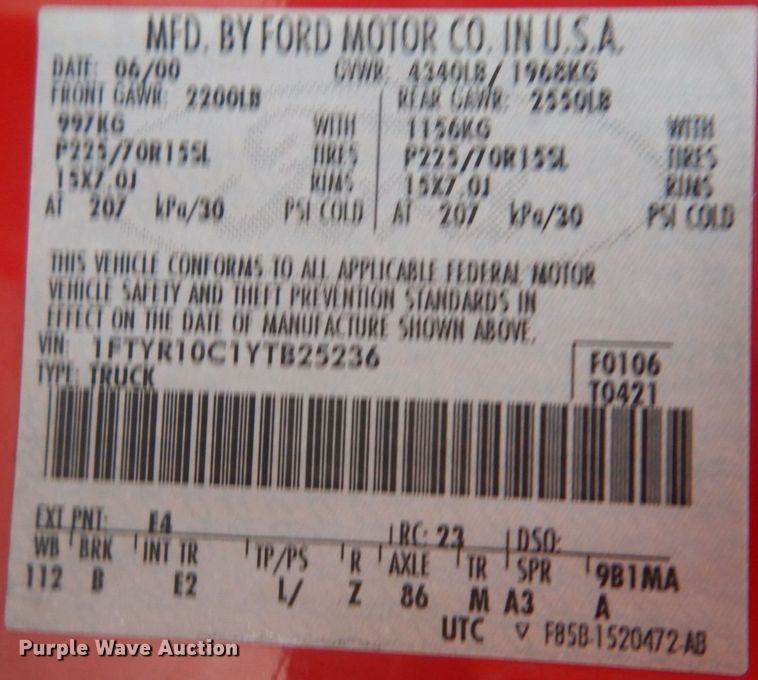 MFD. BY FORD MOTOR CO. IN U.S.A.
DATE: 06/00 GVWR: 4340LB/ 1968KG
FRONT GAWR: 2200LB REAR GAWR: 2550LB
997KG WITH 1156KG WITH
P225/70R15SL TIRES P225/70R15SL TIRES
15X7.0J RIMS 15X7.0J RIMS
AT 207 kPa/30 PSI COLD AT 207 kPa/30 PSI COLD
THIS VEHICLE CONFORMS TO ALL APPLICABLE FEDERAL MOTOR
VEHICLE SAFETY AND THEFT PREVENTION STANDARDS IN
EFFECT ON THE DATE OF MANUFACTURE SHOWN ABOVE.
VIN: 1FTYR10C1YTB25236 F0106
TYPE: TRUCK T0421
EXT PNT: E4 RC: 23 DSO:
WB BRK INT TR TP/PS R AXLE TR SPR 9B1MA
112 B E2 L/ Z 86 M A3 A
UTC ▽ F85B-1520472-AB
Purple Wave Auction